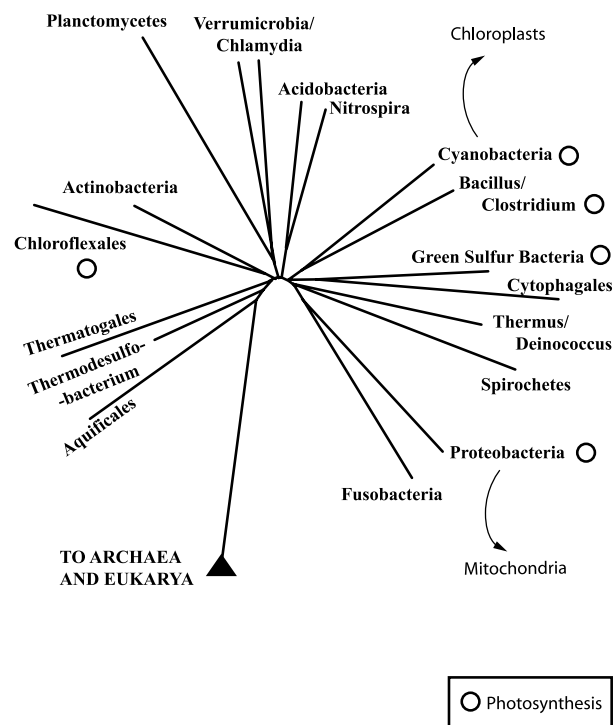 Planctomycetes
Verrumicrobia/
Chlamydia
Chloroplasts
Acidobacteria
Nitrospira
Cyanobacteria
Bacillus/
Clostridium
Actinobacteria
Chloroflexales
Green Sulfur Bacteria
Cytophagales
Thermatogales
Thermodesulfo-
-bacterium
Aquificales
Thermus/
Deinococcus
Spirochetes
Proteobacteria
Fusobacteria
TO ARCHAEA
AND EUKARYA
Mitochondria
Photosynthesis